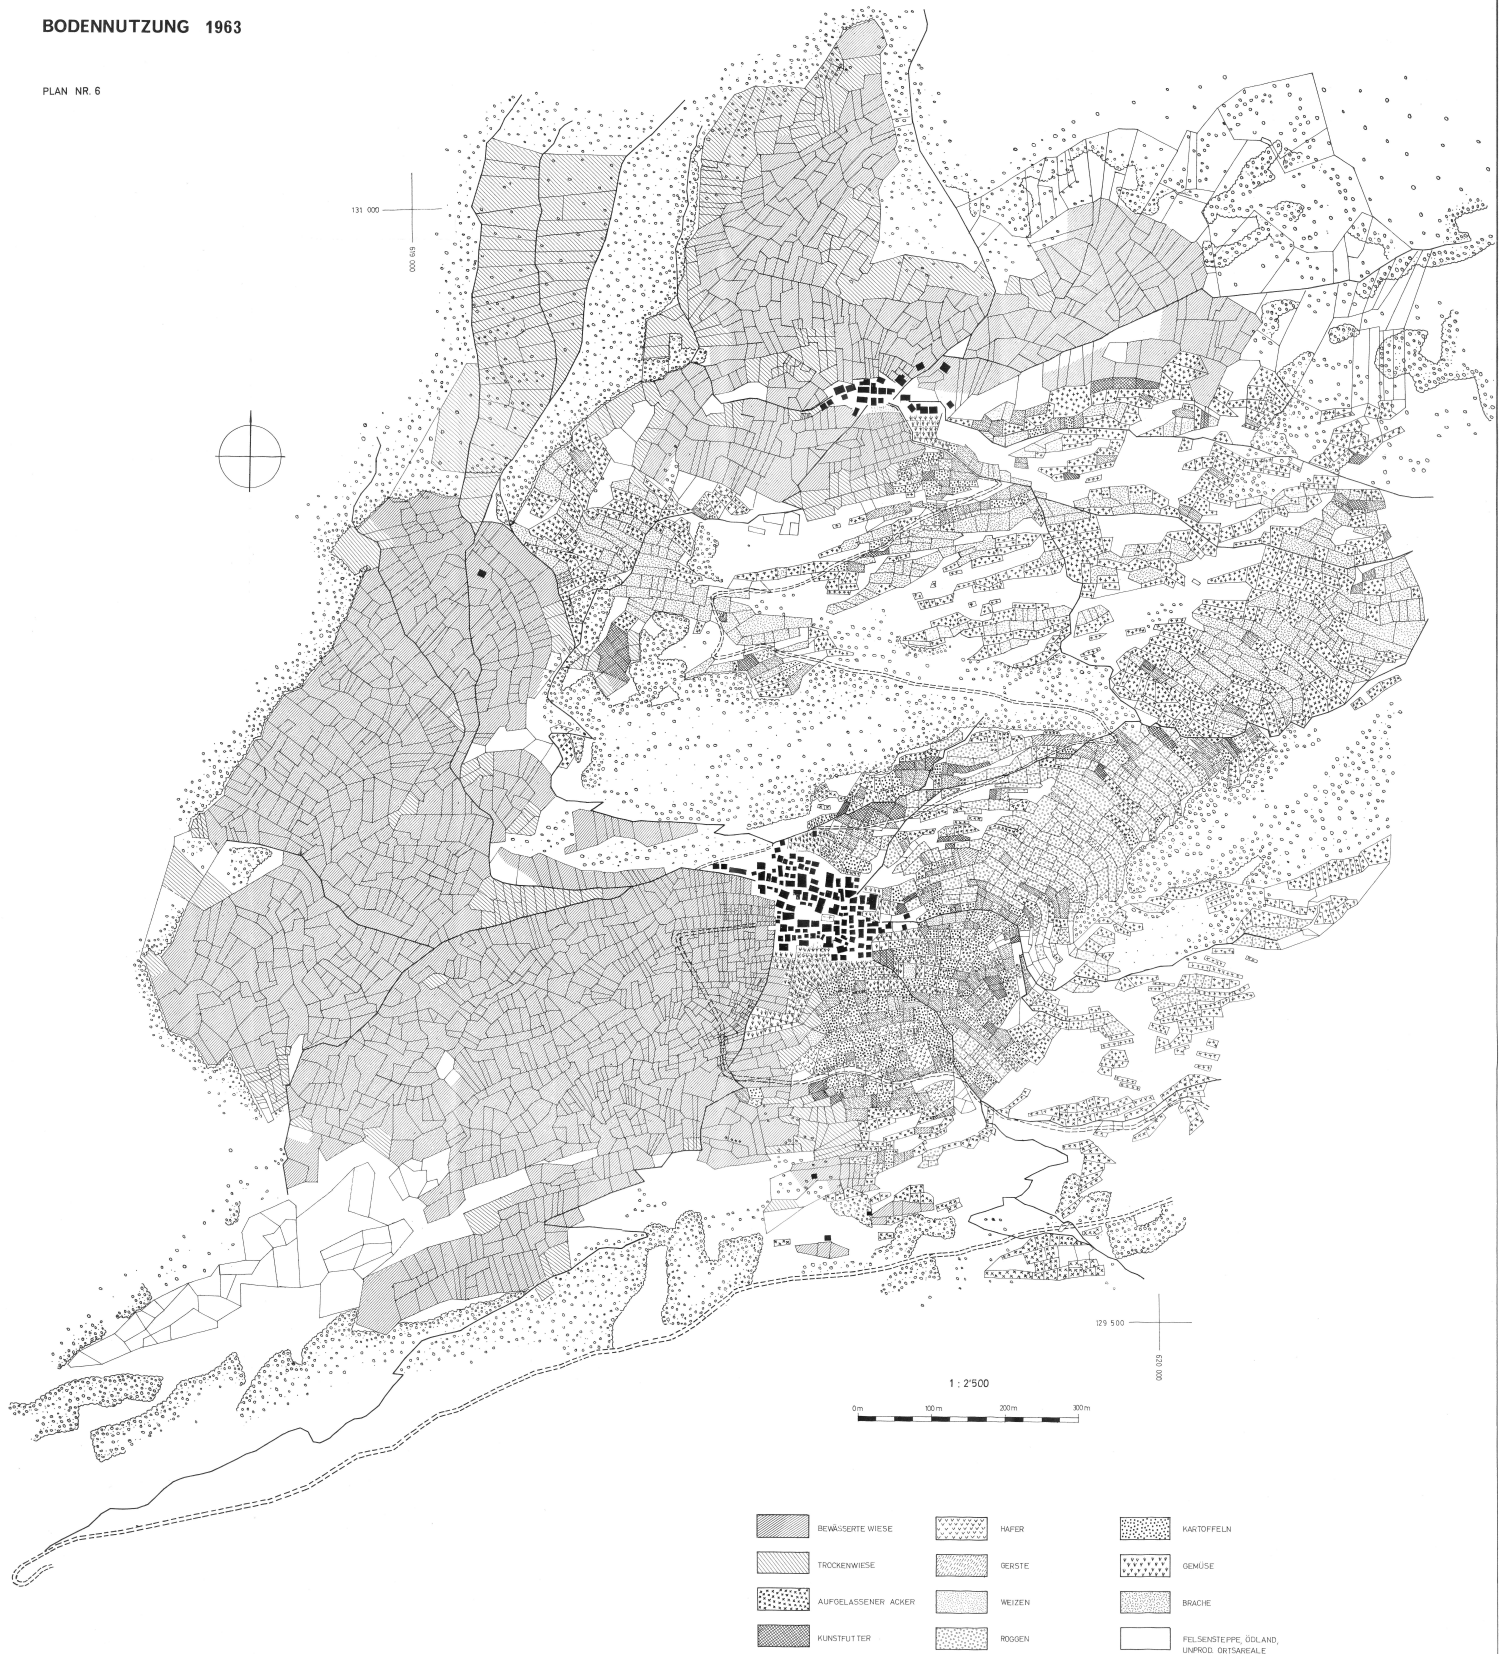 BODENNUTZUNG 1963
PLAN NR. 6
131 000
619 000
129 500
620 000
1 : 2'500
0m 100m 200m 300m
BEWÄSSERTE WIESE
TROCKENWIESE
AUFGELASSENER ACKER
KUNSTFUTTER
HAFER
GERSTE
WEIZEN
ROGGEN
KARTOFFELN
GEMÜSE
BRACHE
FELSENSTEPPE, ÖDLAND,
UNPROD. ORTSAREALE